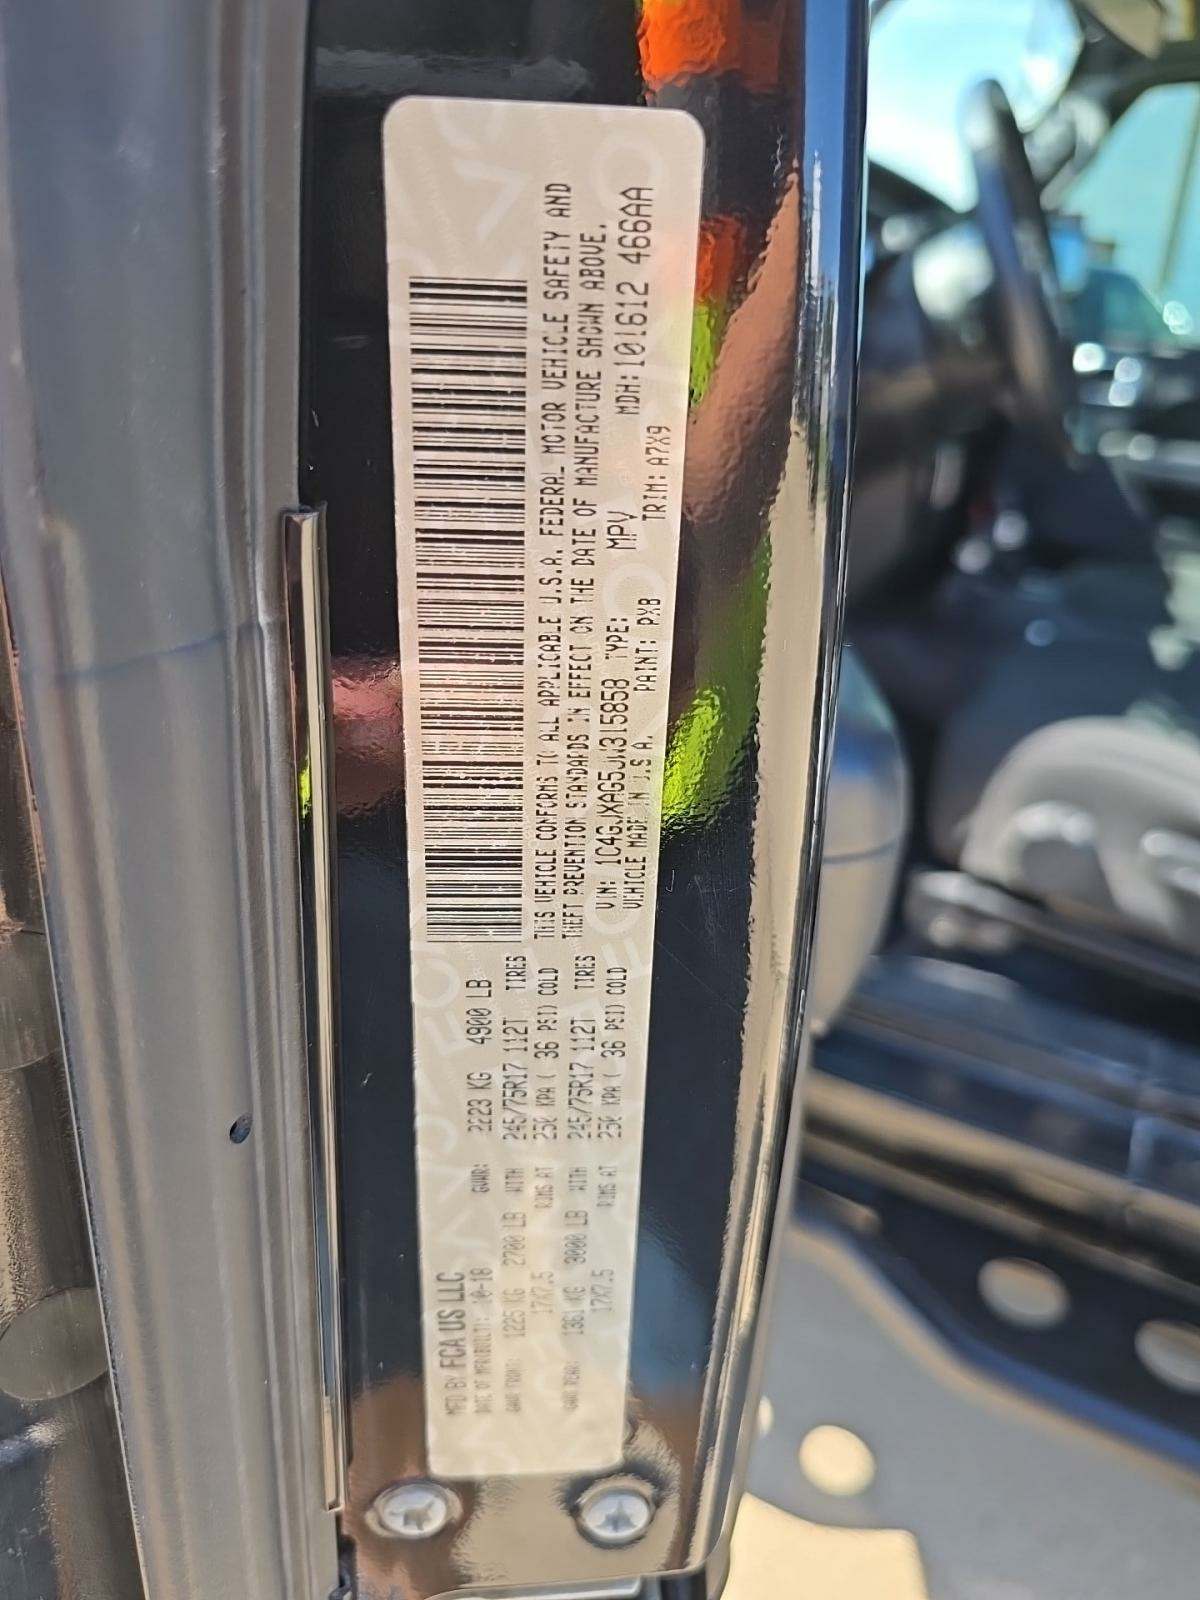 MFD BY: FCA US LLC
DATE OF MFR(BUILT): 10-18 GVWR: 2223 KG 4900 LB
GAWR FRONT: 1225 KG 2700 LB WITH 245/75R17 112T TIRES
17X7.5 RIMS AT 250 KPA ( 36 PSI) COLD
GAWR REAR: 1361 KG 3000 LB WITH 245/75R17 112T TIRES
17X7.5 RIMS AT 250 KPA ( 36 PSI) COLD
THIS VEHICLE CONFORMS TO ALL APPLICABLE U.S.A. FEDERAL MOTOR VEHICLE SAFETY AND
THEFT PREVENTION STANDARDS IN EFFECT ON THE DATE OF MANUFACTURE SHOWN ABOVE.
VIN: 1C4GJXAG5JW315858 TYPE: MPV MDH: 101612 466AA
VEHICLE MADE IN U.S.A. PAINT: PX8 TRIM: A7X9